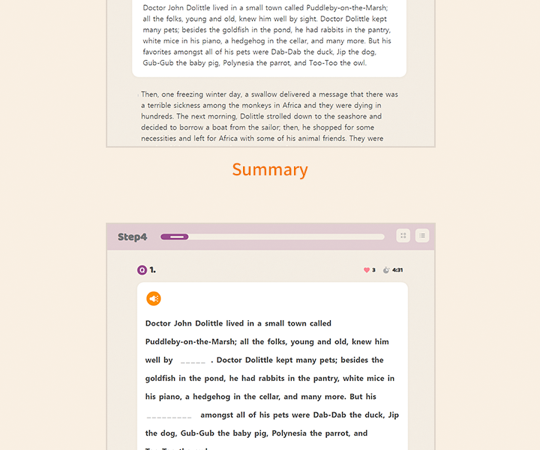 Doctor John Dolittle lived in a small town called Puddleby-on-the-Marsh;
all the folks, young and old, knew him well by sight. Doctor Dolittle kept
many pets; besides the goldfish in the pond, he had rabbits in the pantry,
white mice in his piano, a hedgehog in the cellar, and many more. But his
favorites amongst all of his pets were Dab-Dab the duck, Jip the dog,
Gub-Gub the baby pig, Polynesia the parrot, and Too-Too the owl.
Then, one freezing winter day, a swallow delivered a message that there was
a terrible sickness among the monkeys in Africa and they were dying in
hundreds. The next morning, Dolittle strolled down to the seashore and
decided to borrow a boat from the sailor; then, he shopped for some
necessities and left for Africa with some of his animal friends. They were
Summary
Step4
Q 1.
3 4:31
Doctor John Dolittle lived in a small town called
Puddleby-on-the-Marsh; all the folks, young and old, knew him
well by _____ . Doctor Dolittle kept many pets; besides the
goldfish in the pond, he had rabbits in the pantry, white mice in
his piano, a hedgehog in the cellar, and many more. But his
_________ amongst all of his pets were Dab-Dab the duck, Jip
the dog, Gub-Gub the baby pig, Polynesia the parrot, and